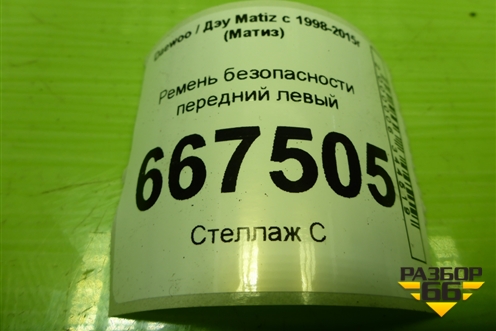 Daewoo / Дэу Matiz с 1998-2015г
(Матиз)
Ремень безопасности
передний левый
667505
Стеллаж С
РАЗБОР
66